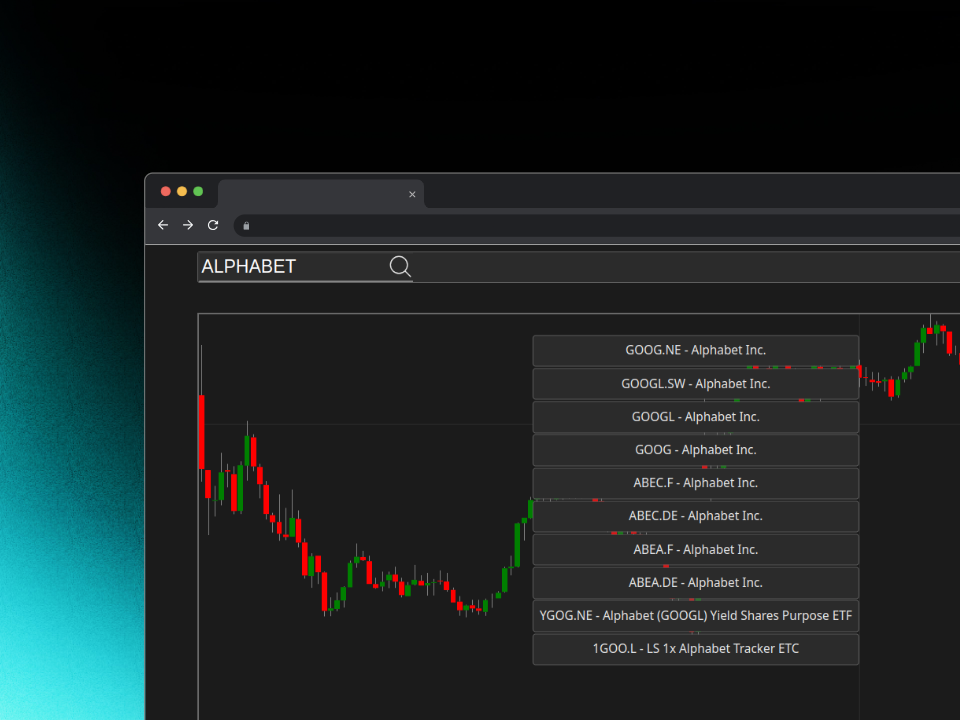 ALPHABET
GOOG.NE - Alphabet Inc.
GOOGL.SW - Alphabet Inc.
GOOGL - Alphabet Inc.
GOOG - Alphabet Inc.
ABEC.F - Alphabet Inc.
ABEC.DE - Alphabet Inc.
ABEA.F - Alphabet Inc.
ABEA.DE - Alphabet Inc.
YGOG.NE - Alphabet (GOOGL) Yield Shares Purpose ETF
1GOO.L - LS 1x Alphabet Tracker ETC